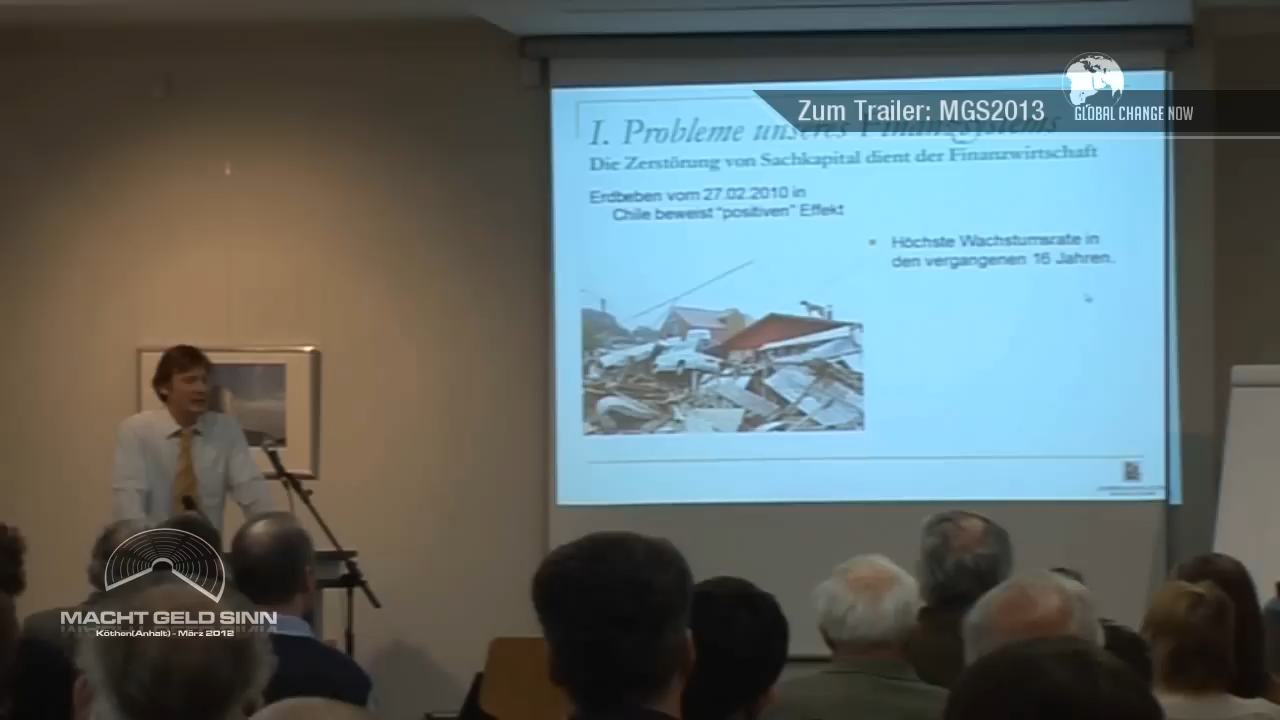 Zum Trailer: MGS2013
GLOBAL CHANGE NOW
I. Probleme unseres Finanzsystems
Die Zerstörung von Sachkapital dient der Finanzwirtschaft
Erdbeben vom 27.02.2010 in
Chile beweist "positiven" Effekt
Höchste Wachstumsrate in
den vergangenen 16 Jahren.
MACHT GELD SINN
Köthen(Anhalt) - März 2012